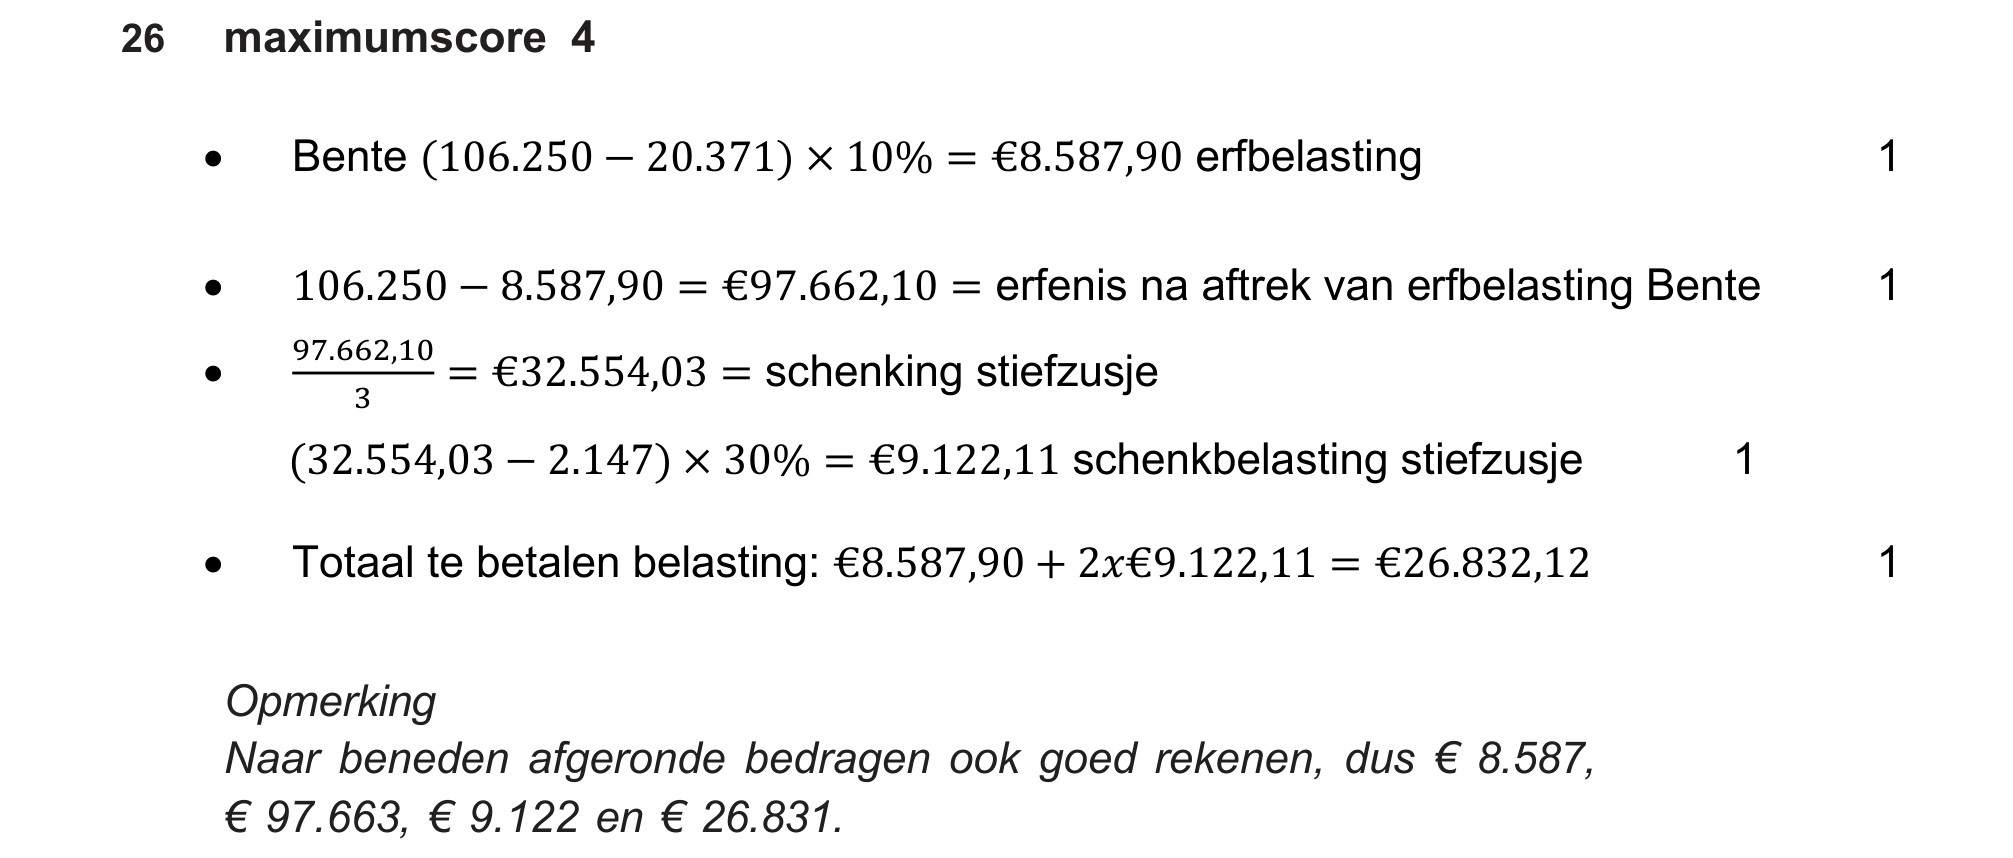 26 maximumscore 4
• Bente (106.250 − 20.371) × 10% = €8.587,90 erfbelasting 1
• 106.250 − 8.587,90 = €97.662,10 = erfenis na aftrek van erfbelasting Bente 1
• 97.662,10/3 = €32.554,03 = schenking stiefzusje
(32.554,03 − 2.147) × 30% = €9.122,11 schenkbelasting stiefzusje 1
• Totaal te betalen belasting: €8.587,90 + 2x€9.122,11 = €26.832,12 1
Opmerking
Naar beneden afgeronde bedragen ook goed rekenen, dus € 8.587,
€ 97.663, € 9.122 en € 26.831.